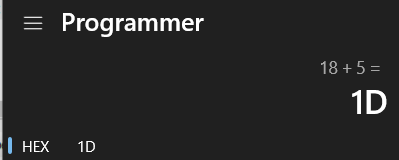 Programmer
18 + 5 =
1D
HEX 1D